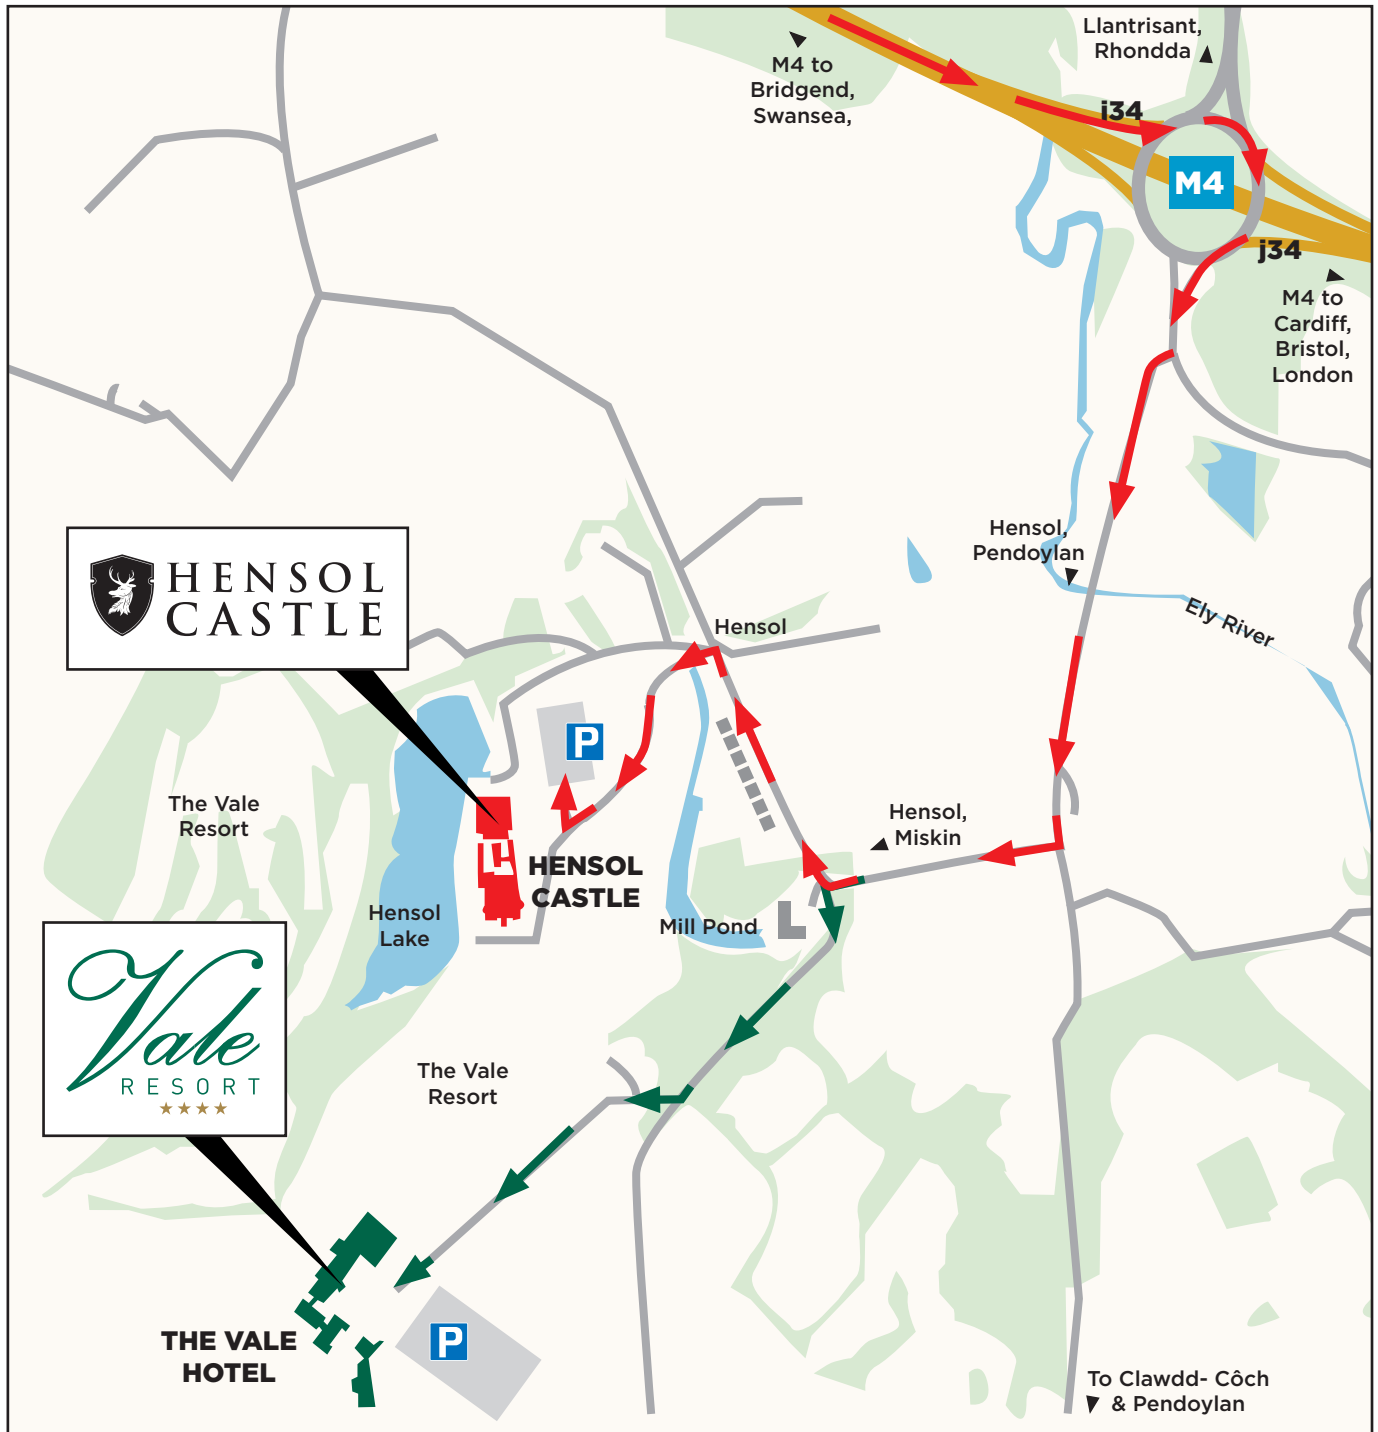 Llantrisant,
Rhondda
M4 to
Bridgend,
Swansea,
i34
M4
j34
M4 to
Cardiff,
Bristol,
London
Hensol,
Pendoylan
Ely River
HENSOL
CASTLE
Hensol
P
The Vale
Resort
Hensol,
Miskin
HENSOL
CASTLE
Hensol
Lake
Mill Pond
Vale
RESORT
The Vale
Resort
THE VALE
HOTEL
P
To Clawdd- Côch
& Pendoylan